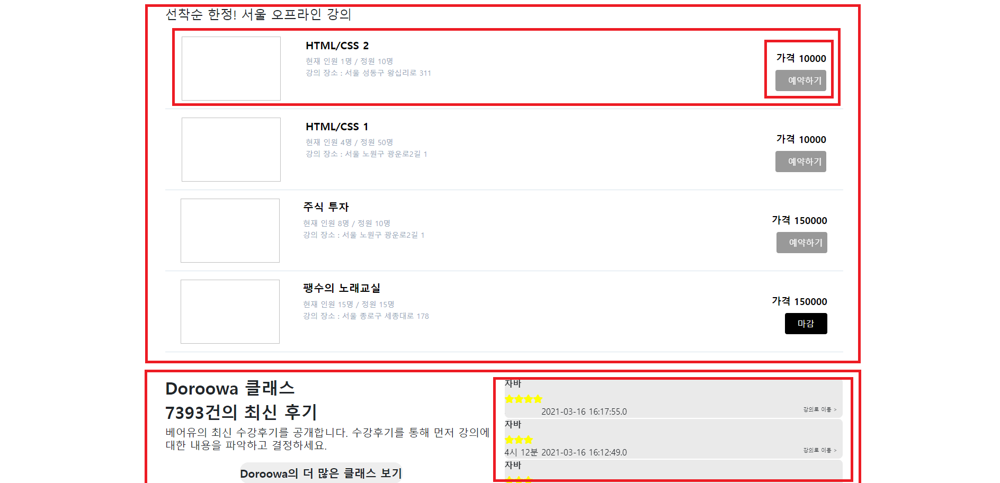 선착순 한정! 서울 오프라인 강의
HTML/CSS 2
현재 인원 1명 / 정원 10명
강의 장소 : 서울 성동구 왕십리로 311
가격 10000
예약하기
HTML/CSS 1
현재 인원 4명 / 정원 50명
강의 장소 : 서울 노원구 광운로2길 1
가격 10000
예약하기
주식 투자
현재 인원 8명 / 정원 10명
강의 장소 : 서울 노원구 광운로2길 1
가격 150000
예약하기
팽수의 노래교실
현재 인원 15명 / 정원 15명
강의 장소 : 서울 종로구 세종대로 178
가격 150000
마감
Doroowa 클래스
7393건의 최신 후기
베어유의 최신 수강후기를 공개합니다. 수강후기를 통해 먼저 강의에
대한 내용을 파악하고 결정하세요.
Doroowa의 더 많은 클래스 보기
자바
2021-03-16 16:17:55.0
강의로 이동 >
자바
4시 12분 2021-03-16 16:12:49.0
강의로 이동 >
자바